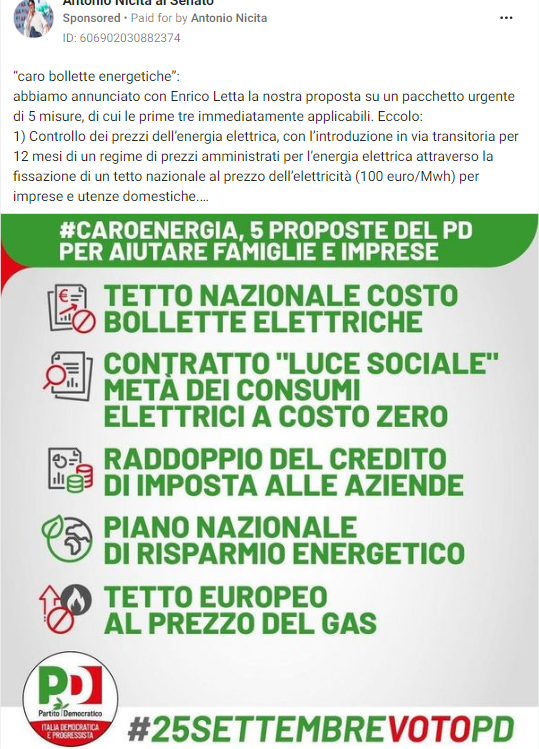 Antonio Nicita al Senato
Sponsored • Paid for by Antonio Nicita
ID: 606902030882374
“caro bollette energetiche”:
abbiamo annunciato con Enrico Letta la nostra proposta su un pacchetto urgente
di 5 misure, di cui le prime tre immediatamente applicabili. Eccolo:
1) Controllo dei prezzi dell’energia elettrica, con l’introduzione in via transitoria per
12 mesi di un regime di prezzi amministrati per l’energia elettrica attraverso la
fissazione di un tetto nazionale al prezzo dell’elettricità (100 euro/Mwh) per
imprese e utenze domestiche....
#CAROENERGIA, 5 PROPOSTE DEL PD
PER AIUTARE FAMIGLIE E IMPRESE
TETTO NAZIONALE COSTO
BOLLETTE ELETTRICHE
CONTRATTO "LUCE SOCIALE"
METÀ DEI CONSUMI
ELETTRICI A COSTO ZERO
RADDOPPIO DEL CREDITO
DI IMPOSTA ALLE AZIENDE
PIANO NAZIONALE
DI RISPARMIO ENERGETICO
TETTO EUROPEO
AL PREZZO DEL GAS
PD
Partito Democratico
ITALIA DEMOCRATICA
E PROGRESSISTA
#25SETTEMBREVOTOPD